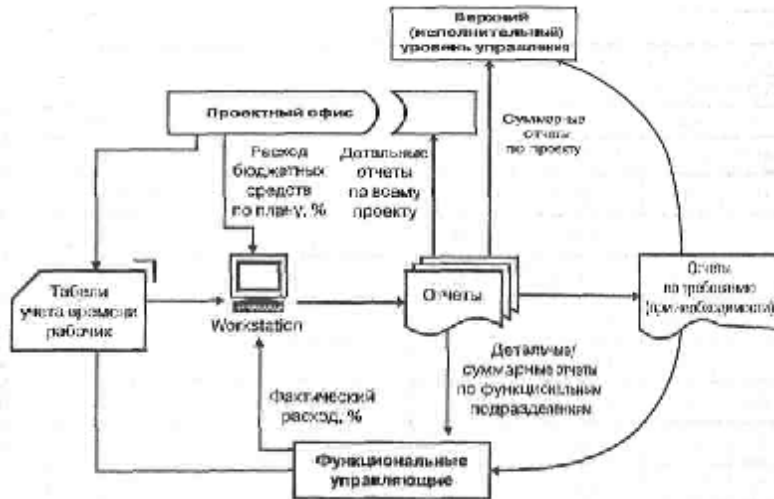 Верхний
(исполнительный)
уровень управления
Проектный офис
Расход
бюджетных
средств
по плану, %
Детальные
отчеты
по всему
проекту
Суммарные
отчеты
по проекту
Табели
учета времени
рабочих
Workstation
Отчеты
Отчеты
по требованию
(при необходимости)
Детальные/
суммарные отчеты
по функциональным
подразделениям
Фактический
расход, %
Функциональные
управляющие